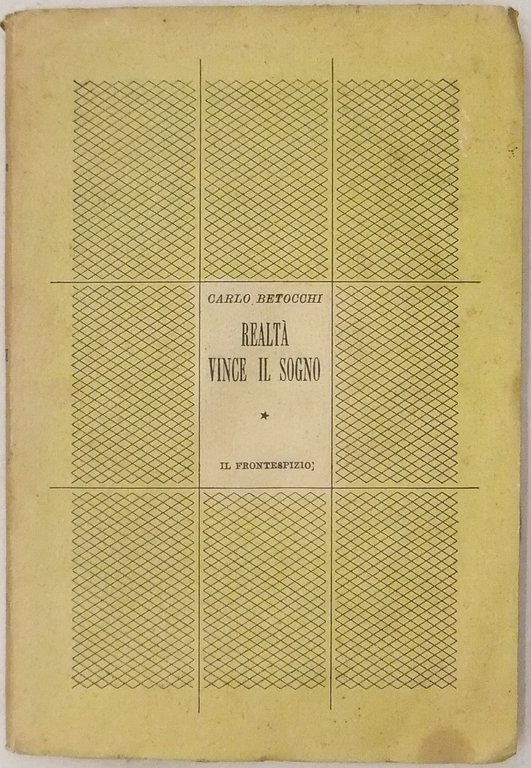 CARLO BETOCCHI
REALTÀ
VINCE IL SOGNO
★
IL FRONTESPIZIO